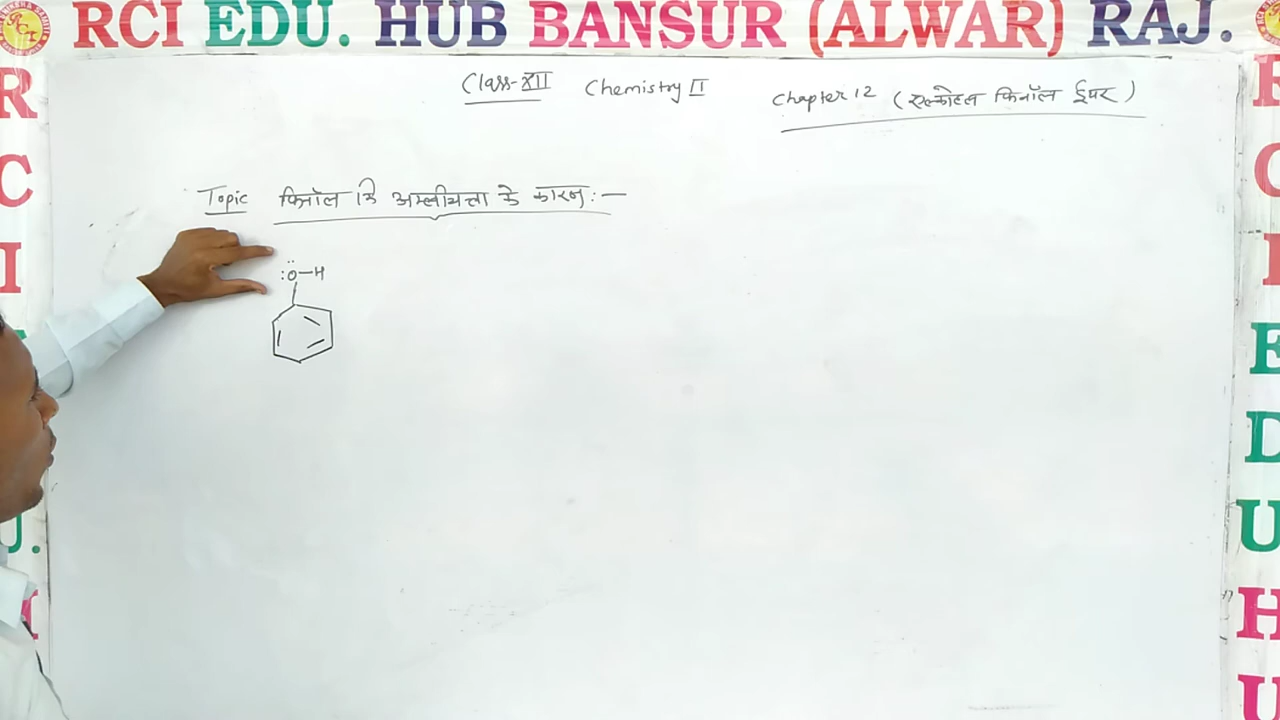 RCI EDU. HUB BANSUR (ALWAR) RAJ.
Class-XII Chemistry II Chapter 12 (एल्कोहल फिनॉल ईथर)
Topic फिनॉल कि अम्लीयता के कारण:—
:Ö—H
R
C
I
U.
R
C
I
E
D
U
H
U